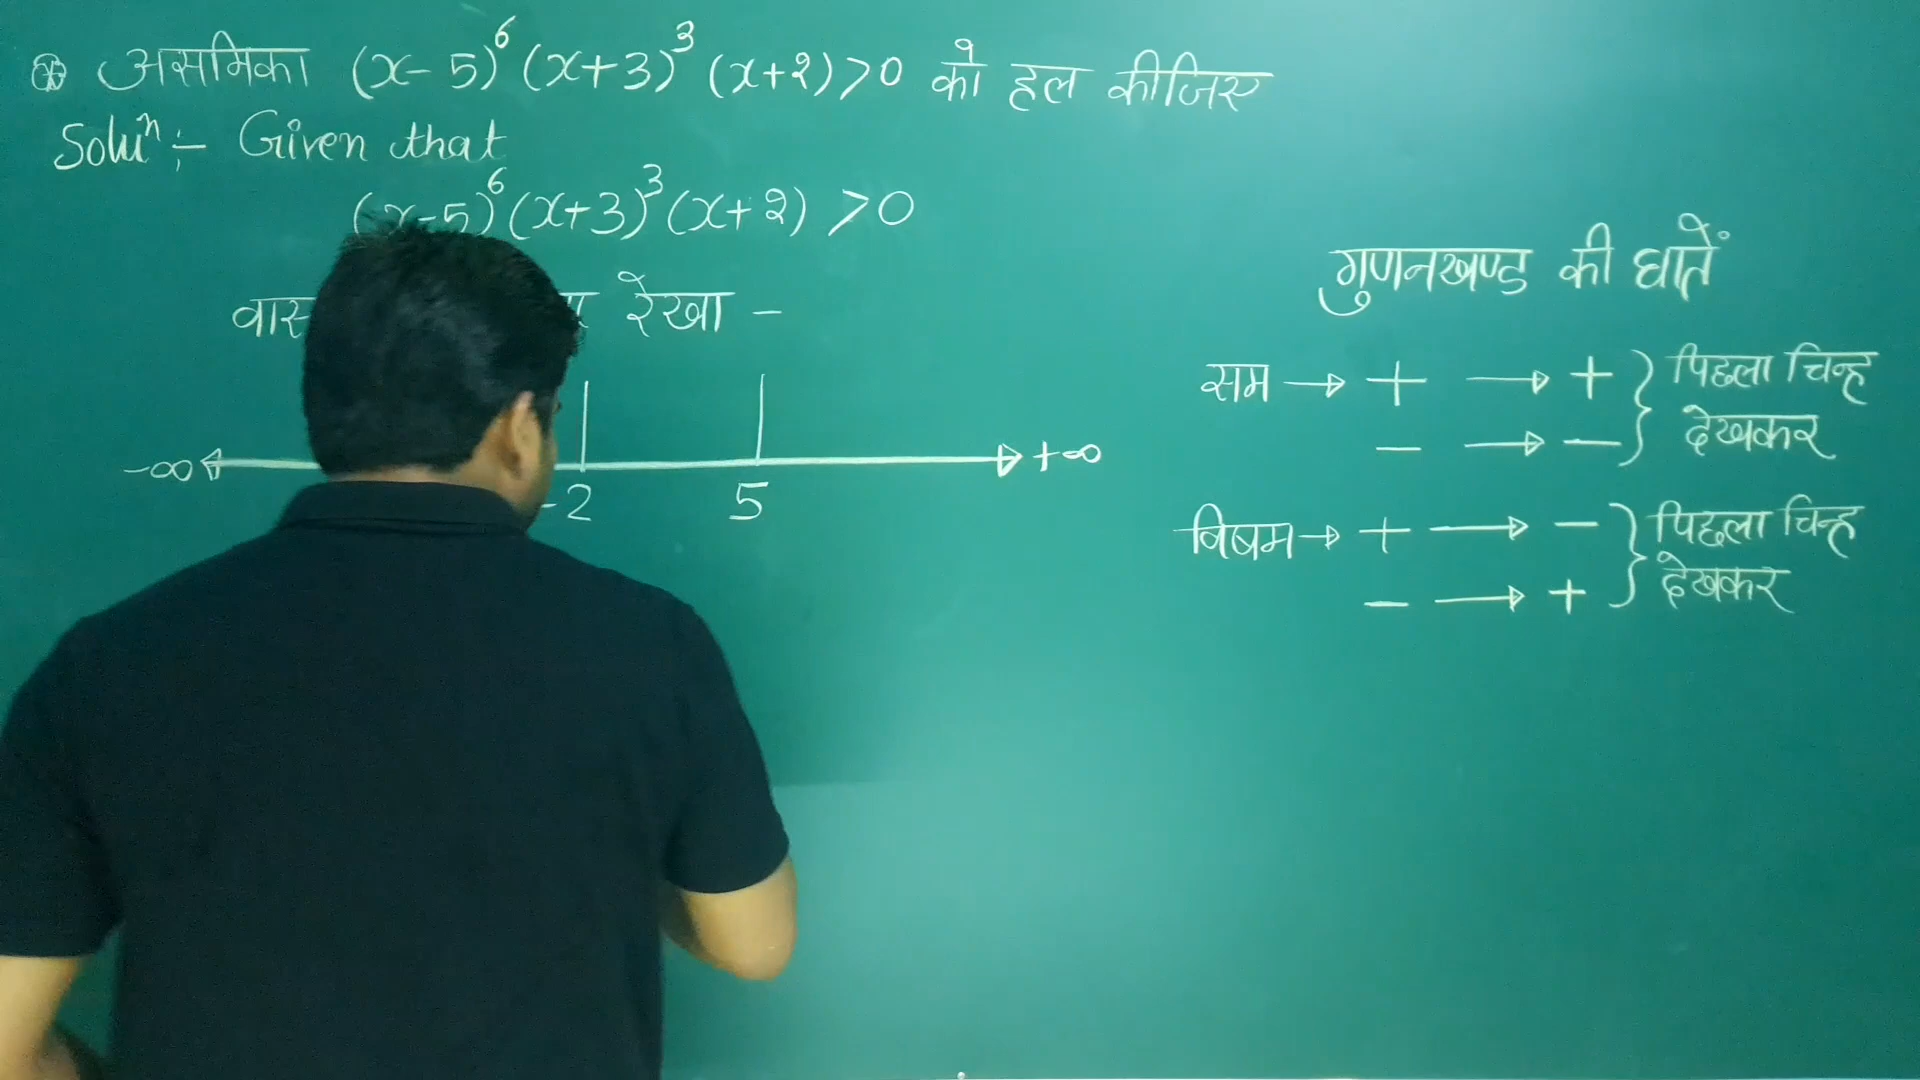 असमिका (x-5)⁶ (x+3)³ (x+2)>0 को हल कीजिए
Soluⁿ :- Given that
(x-5)⁶ (x+3)³ (x+2) >0
रेखा -
-∞ +∞
-2 5
गुणनखण्ड की घातें
सम → + → + } पिछला चिन्ह
- → - देखकर
विषम → + → - } पिछला चिन्ह
- → + देखकर